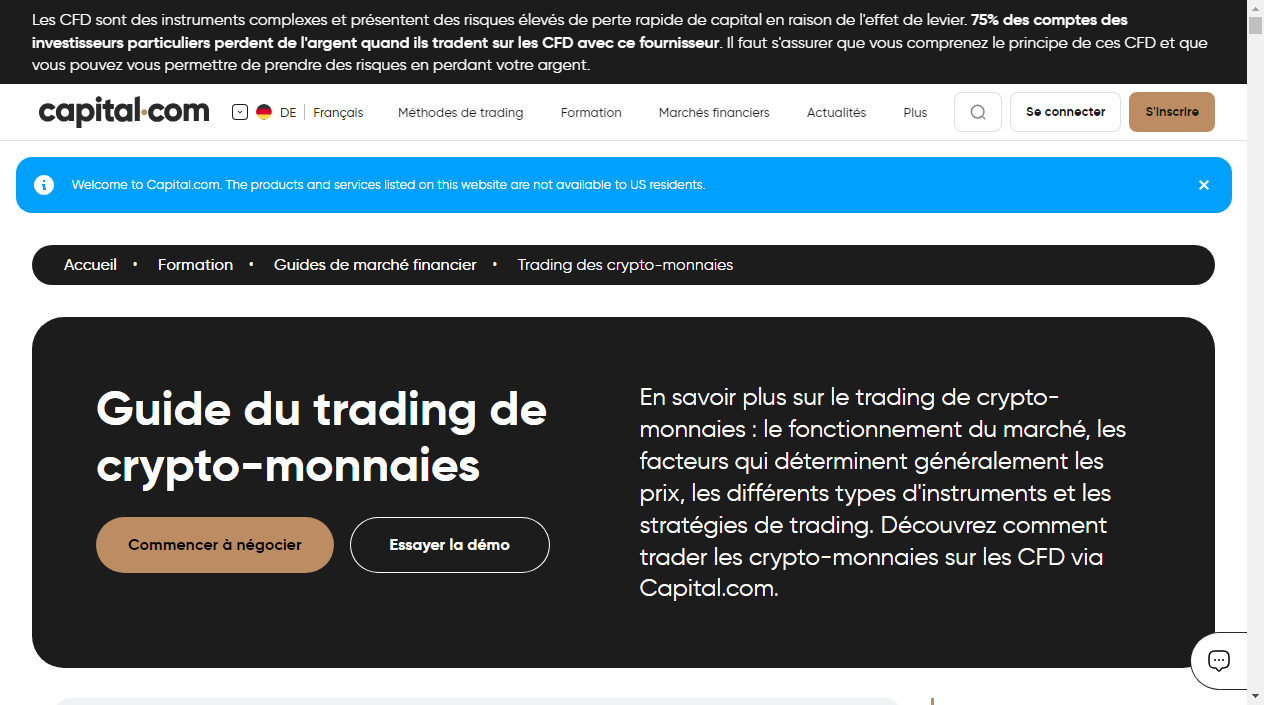 Les CFD sont des instruments complexes et présentent des risques élevés de perte rapide de capital en raison de l'effet de levier. 75% des comptes des
investisseurs particuliers perdent de l'argent quand ils tradent sur les CFD avec ce fournisseur. Il faut s'assurer que vous comprenez le principe de ces CFD et que
vous pouvez vous permettre de prendre des risques en perdant votre argent.
capital.com DE Français Méthodes de trading Formation Marchés financiers Actualités Plus Se connecter S'inscrire
Welcome to Capital.com. The products and services listed on this website are not available to US residents.
Accueil • Formation • Guides de marché financier • Trading des crypto-monnaies
Guide du trading de
crypto-monnaies
Commencer à négocier Essayer la démo
En savoir plus sur le trading de crypto-
monnaies : le fonctionnement du marché, les
facteurs qui déterminent généralement les
prix, les différents types d'instruments et les
stratégies de trading. Découvrez comment
trader les crypto-monnaies sur les CFD via
Capital.com.